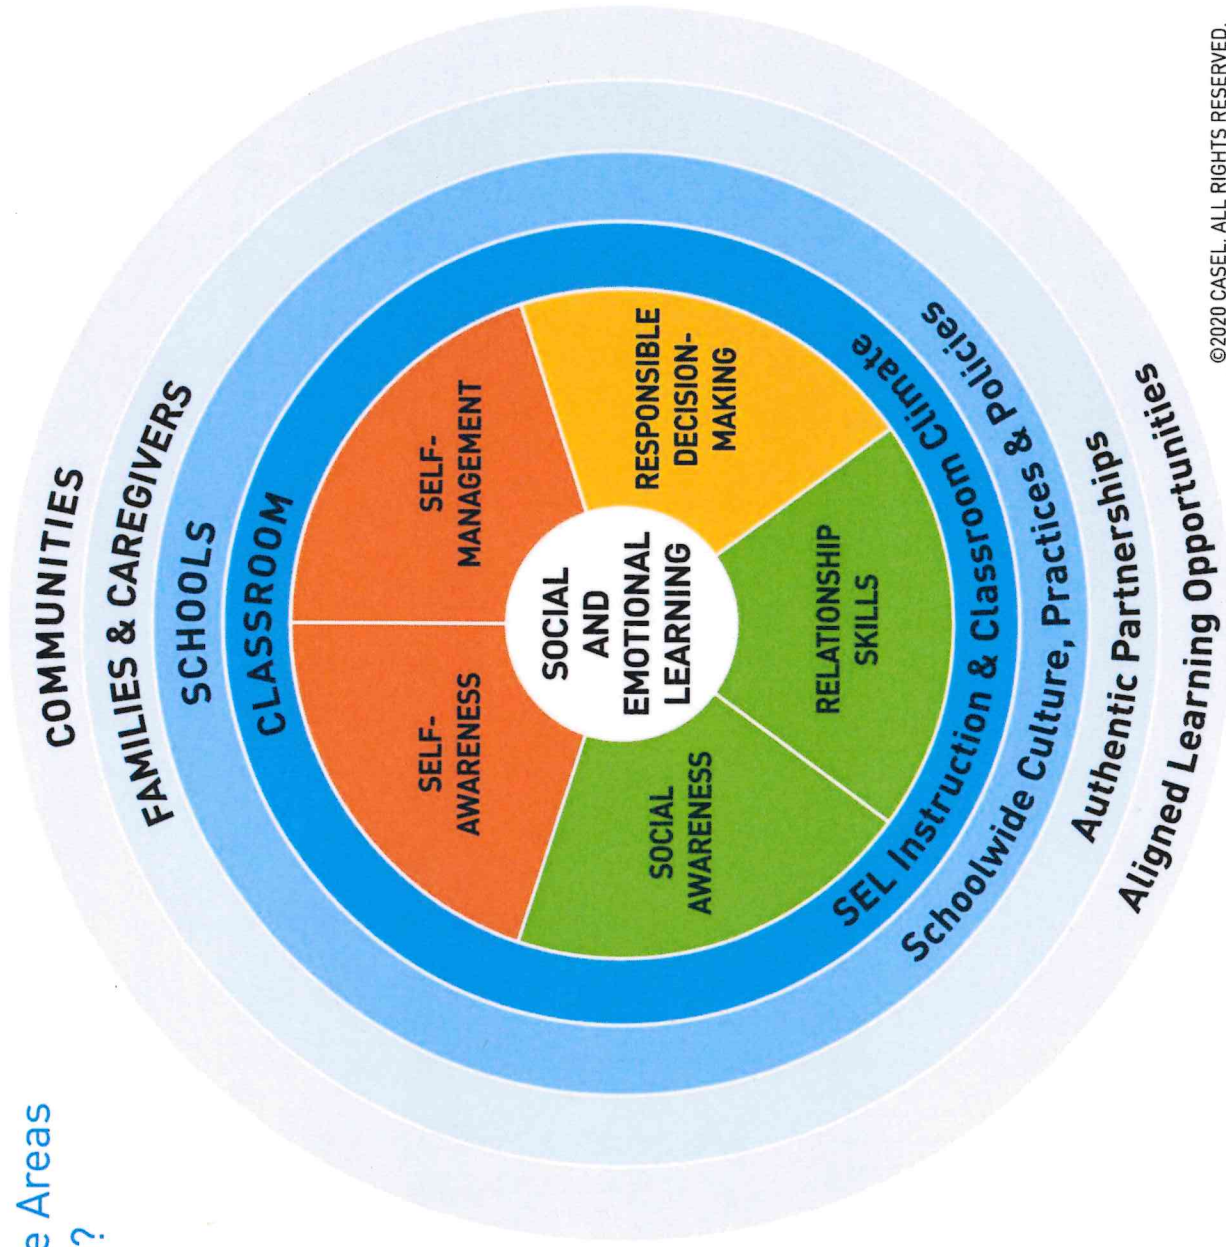 e Areas
?
COMMUNITIES
FAMILIES & CAREGIVERS
SCHOOLS
CLASSROOM
SELF-
AWARENESS
SELF-
MANAGEMENT
SOCIAL
AWARENESS
RESPONSIBLE
DECISION-
MAKING
RELATIONSHIP
SKILLS
SOCIAL
AND
EMOTIONAL
LEARNING
SEL Instruction & Classroom Climate
Schoolwide Culture, Practices & Policies
Authentic Partnerships
Aligned Learning Opportunities
©2020 CASEL. ALL RIGHTS RESERVED.